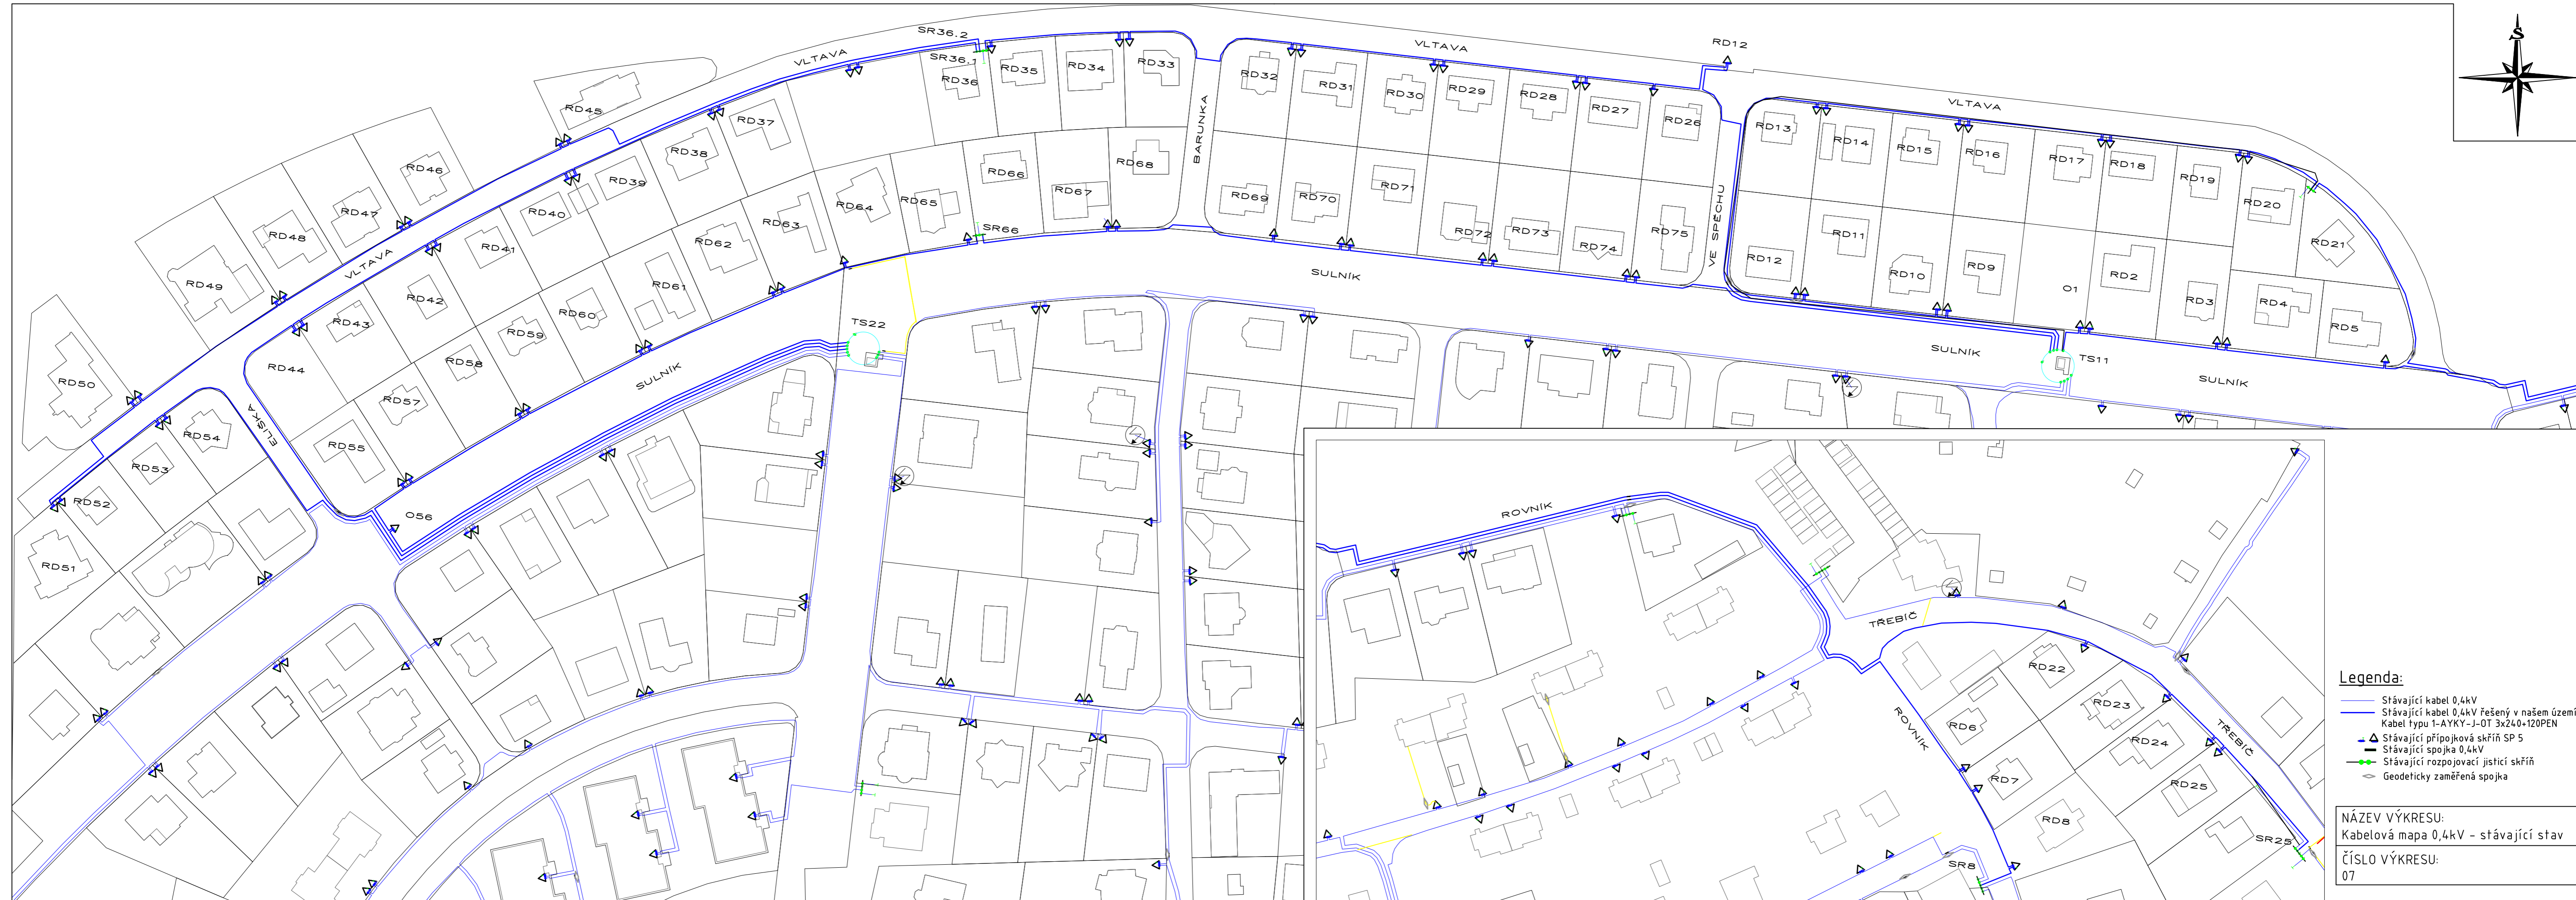 S
SR36.2
VLTAVA
VLTAVA
RD12
SR36.1
RD36
RD35
RD34
RD33
RD32
RD31
RD30
RD29
RD28
RD27
RD26
VLTAVA
RD45
RD37
RD38
RD39
RD40
RD41
RD42
RD43
RD44
RD46
RD47
RD48
RD49
RD50
VLTAVA
BARUNKA
RD13
RD14
RD15
RD16
RD17
RD18
RD19
RD20
RD21
RD68
RD67
RD66
RD65
RD64
RD63
RD62
RD61
RD60
RD59
RD58
RD57
RD55
RD69
RD70
RD71
RD72
RD73
RD74
RD75
VE SPĚCHU
RD12
RD11
RD10
RD9
O1
RD2
RD3
RD4
RD5
SR66
SULNÍK
SULNÍK
SULNÍK
SULNÍK
TS22
TS11
ELIŠKA
RD54
RD53
RD52
RD51
O56
ROVNÍK
TŘEBÍČ
RD22
RD23
RD24
RD25
RD6
RD7
RD8
ROVNÍK
TŘEBÍČ
SR25
SR8
Legenda:
Stávající kabel 0,4kV
Stávající kabel 0,4kV řešený v našem území
Kabel typu 1-AYKY-J-OT 3x240+120PEN
Stávající přípojková skříň SP 5
Stávající spojka 0,4kV
Stávající rozpojovací jisticí skříň
Geodeticky zaměřená spojka
NÁZEV VÝKRESU:
Kabelová mapa 0,4kV - stávající stav
ČÍSLO VÝKRESU:
07